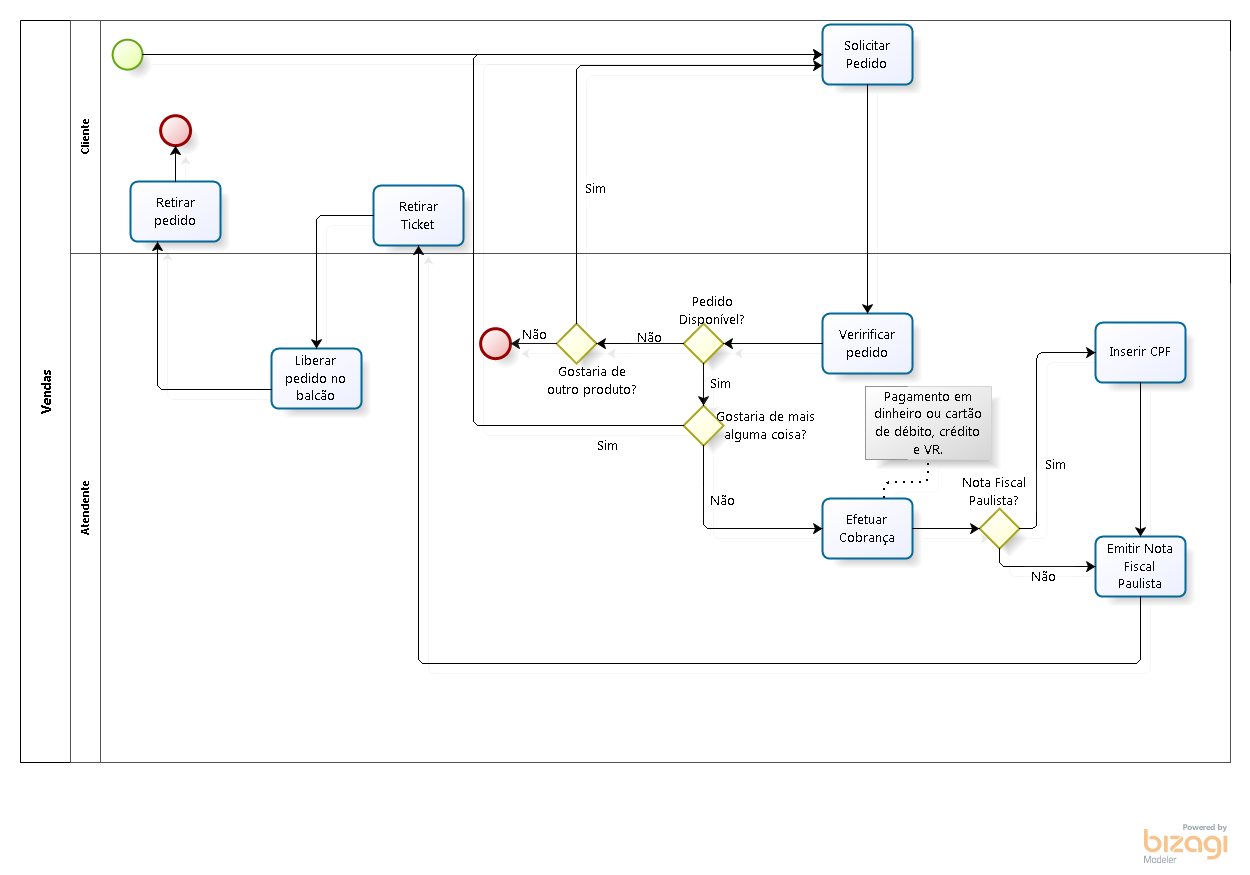 Vendas
Cliente
Atendente
Solicitar
Pedido
Retirar
pedido
Retirar
Ticket
Sim
Pedido
Disponível?
Não
Não
Veririficar
pedido
Gostaria de
outro produto?
Sim
Liberar
pedido no
balcão
Inserir CPF
Pagamento em
dinheiro ou cartão
de débito, crédito
e VR.
Gostaria de mais
alguma coisa?
Sim
Sim
Não
Nota Fiscal
Paulista?
Efetuar
Cobrança
Não
Emitir Nota
Fiscal
Paulista
Powered by
bizagi
Modeler